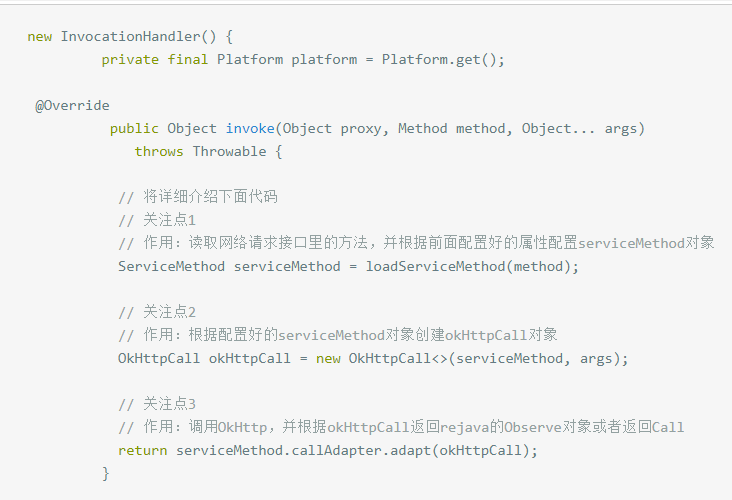 new InvocationHandler() {
private final Platform platform = Platform.get();
@Override
public Object invoke(Object proxy, Method method, Object... args)
throws Throwable {
// 将详细介绍下面代码
// 关注点1
// 作用：读取网络请求接口里的方法，并根据前面配置好的属性配置serviceMethod对象
ServiceMethod serviceMethod = loadServiceMethod(method);
// 关注点2
// 作用：根据配置好的serviceMethod对象创建okHttpCall对象
OkHttpCall okHttpCall = new OkHttpCall<>(serviceMethod, args);
// 关注点3
// 作用：调用OkHttp，并根据okHttpCall返回rejava的Observe对象或者返回Call
return serviceMethod.callAdapter.adapt(okHttpCall);
}